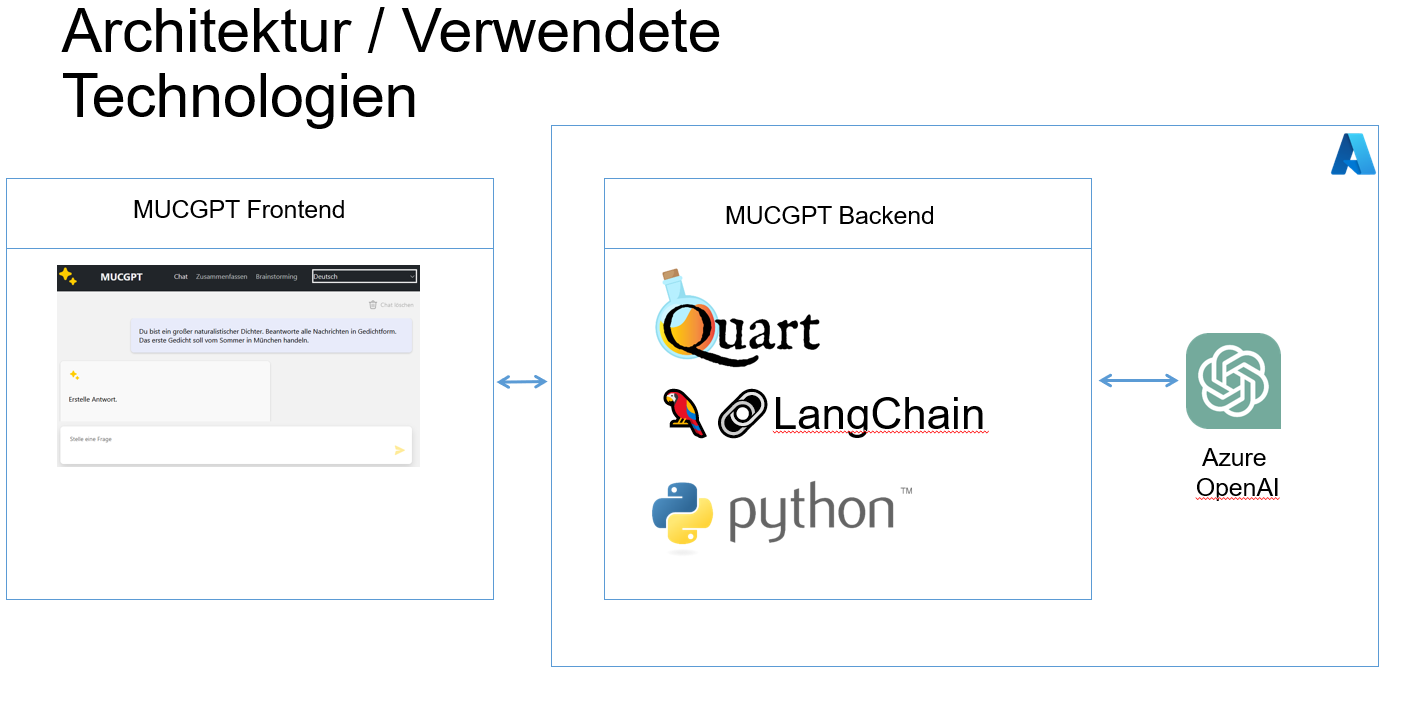 Architektur / Verwendete
Technologien
MUCGPT Frontend
MUCGPT
Chat
Zusammenfassen
Brainstorming
Deutsch
Chat löschen
Du bist ein großer naturalistischer Dichter. Beantworte alle Nachrichten in Gedichtform.
Das erste Gedicht soll vom Sommer in München handeln.
Erstelle Antwort.
Stelle eine Frage
MUCGPT Backend
Quart
LangChain
python™
Azure
OpenAI